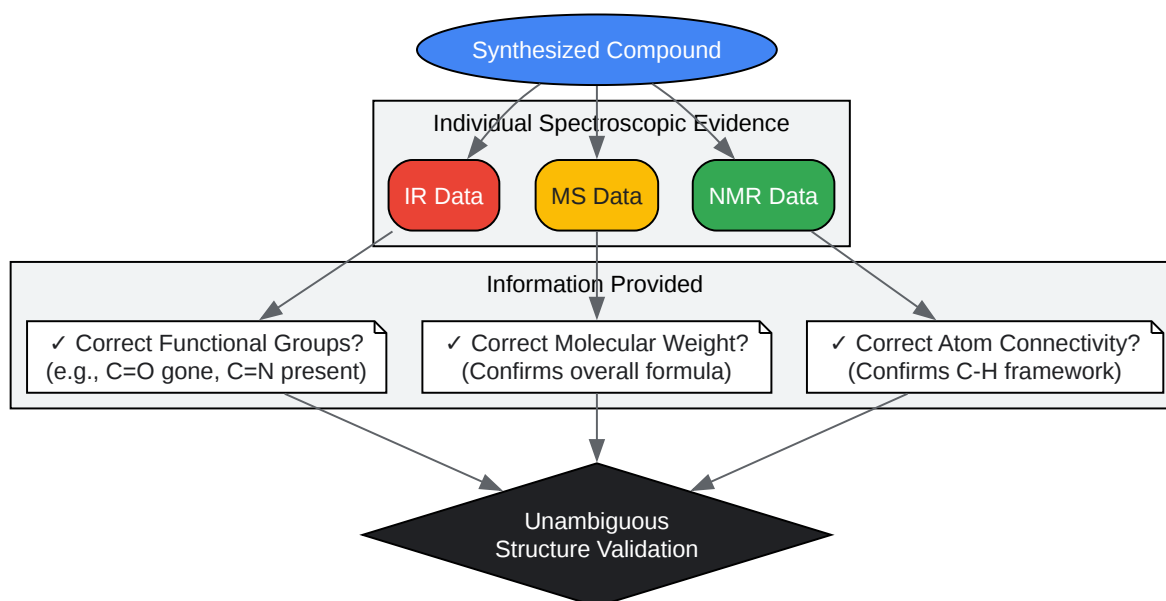 Synthesized Compound
Individual Spectroscopic Evidence
IR Data
MS Data
NMR Data
Information Provided
✓ Correct Functional Groups?
(e.g., C=O gone, C=N present)
✓ Correct Molecular Weight?
(Confirms overall formula)
✓ Correct Atom Connectivity?
(Confirms C-H framework)
Unambiguous
Structure Validation